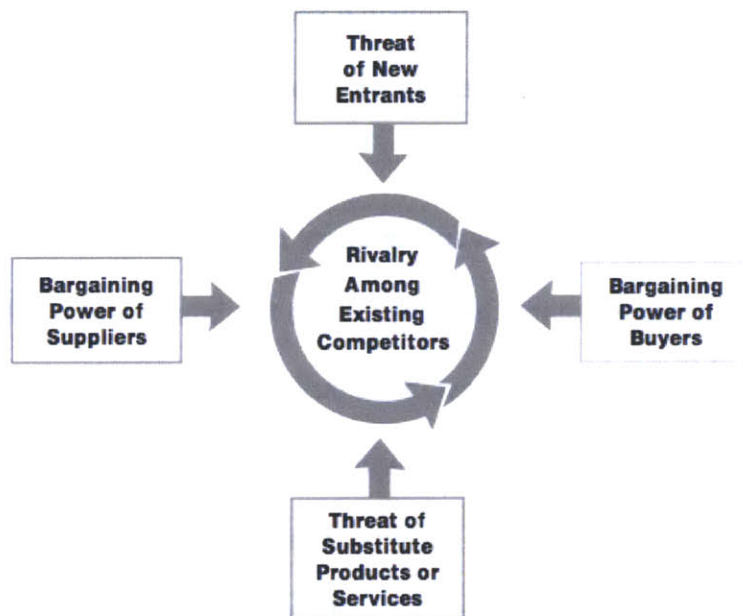 Threat
of New
Entrants
Bargaining
Power of
Suppliers
Rivalry
Among
Existing
Competitors
Bargaining
Power of
Buyers
Threat of
Substitute
Products or
Services